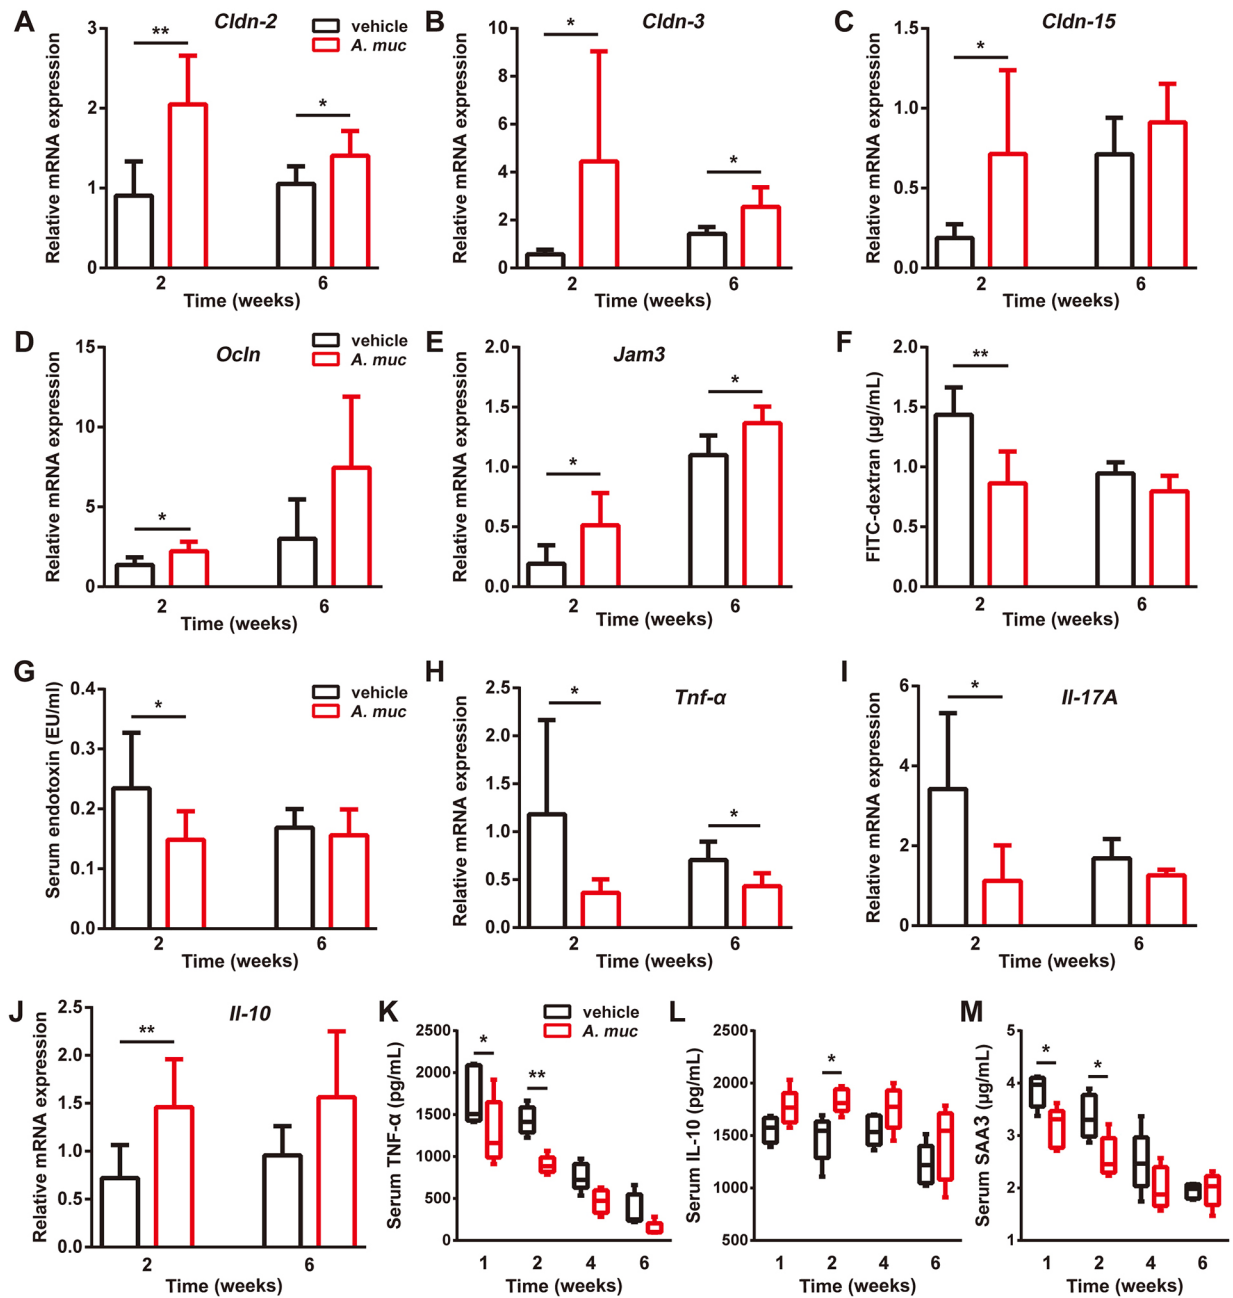 A
Cldn-2
vehicle
A. muc
Relative mRNA expression
3
2
1
0
**
*
2
6
Time (weeks)
B
Cldn-3
Relative mRNA expression
10
8
6
4
2
0
*
*
2
6
Time (weeks)
C
Cldn-15
Relative mRNA expression
1.5
1.0
0.5
0.0
*
2
6
Time (weeks)
D
Ocln
vehicle
A. muc
Relative mRNA expression
15
10
5
0
*
2
6
Time (weeks)
E
Jam3
Relative mRNA expression
2.0
1.5
1.0
0.5
0.0
*
*
2
6
Time (weeks)
F
FITC-dextran (μg//mL)
2.0
1.5
1.0
0.5
0.0
**
2
6
Time (weeks)
G
vehicle
A. muc
Serum endotoxin (EU/ml)
0.4
0.3
0.2
0.1
0.0
*
2
6
Time (weeks)
H
Tnf-α
Relative mRNA expression
2.5
2.0
1.5
1.0
0.5
0.0
*
*
2
6
Time (weeks)
I
Il-17A
Relative mRNA expression
6
4
2
0
*
2
6
Time (weeks)
J
Il-10
Relative mRNA expression
2.5
2.0
1.5
1.0
0.5
0.0
**
2
6
Time (weeks)
K
vehicle
A. muc
Serum TNF-α (pg/mL)
2500
2000
1500
1000
500
0
*
**
1 2 4 6
Time (weeks)
L
Serum IL-10 (pg/mL)
2500
2000
1500
1000
500
*
1 2 4 6
Time (weeks)
M
Serum SAA3 (μg/mL)
5
4
3
2
1
*
*
1 2 4 6
Time (weeks)